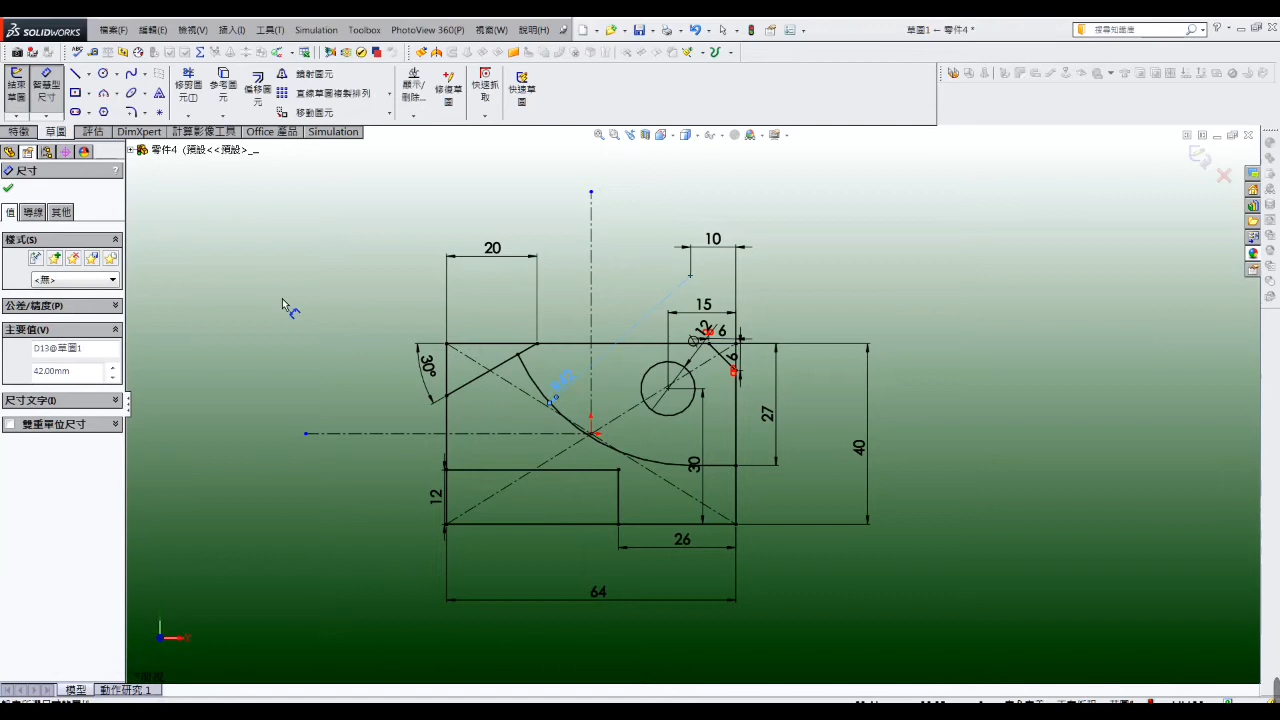 SOLIDWORKS 檔案(F) 編輯(E) 檢視(V) 插入(I) 工具(T) Simulation Toolbox PhotoView 360(P) 視窗(W) 說明(H) 草圖1 – 零件4 * 搜尋知識庫
結束草圖 智慧型尺寸 修剪圖元(T) 參考圖元 偏移圖元 鏡射圖元 顯示/刪除... 修復草圖 快速抓取 快速草圖
直線草圖複製排列
移動圖元
特徵 草圖 評估 DimXpert 計算影像工具 Office 產品 Simulation
零件4 (預設<<預設>_...
尺寸 ?
值 導線 其他
樣式(S)
<無>
公差/精度(P)
主要值(V)
D13@草圖1
42.00mm
尺寸文字(I)
雙重單位尺寸
10
20
15
12
6
6
30°
27
40
30
12
26
64
模型 動作研究 1